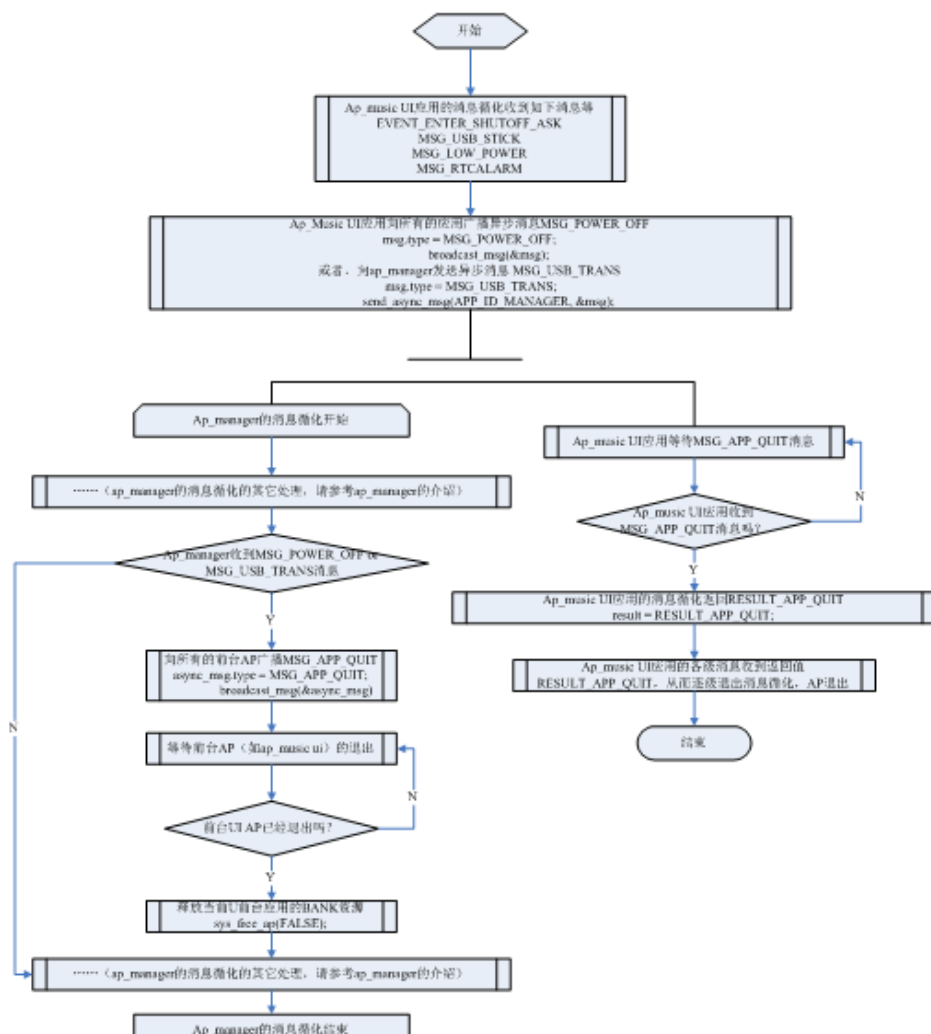 开始
Ap_music UI应用的消息循化收到如下消息等
EVENT_ENTER_SHUTOFF_ASK
MSG_USB_STICK
MSG_LOW_POWER
MSG_RTCALARM
Ap_Music UI应用向所有的应用广播异步消息MSG_POWER_OFF
msg.type = MSG_POWER_OFF;
broadcast_msg(&msg);
或者，向ap_manager发送异步消息 MSG_USB_TRANS
msg.type = MSG_USB_TRANS;
send_async_msg(APP_ID_MANAGER, &msg);
Ap_manager的消息循化开始
……（ap_manager的消息循化的其它处理，请参考ap_manager的介绍）
Ap_manager收到MSG_POWER_OFF or
MSG_USB_TRANS消息
Y
N
向所有的前台AP广播MSG_APP_QUIT
async_msg.type = MSG_APP_QUIT;
broadcast_msg(&async_msg)
等待前台AP（如ap_music ui）的退出
N
前台UI AP已经退出吗?
Y
释放当前U前台应用的BANK资源
sys_free_ap(FALSE);
……（ap_manager的消息循化的其它处理，请参考ap_manager的介绍）
Ap_manager的消息循化结束
Ap_music UI应用等待MSG_APP_QUIT消息
N
Ap_music UI应用收到
MSG_APP_QUIT消息吗?
Y
Ap_music UI应用的消息循化返回RESULT_APP_QUIT
result = RESULT_APP_QUIT;
Ap_music UI应用的各级消息收到返回值
RESULT_APP_QUIT，从而逐级退出消息循化，AP退出
结束